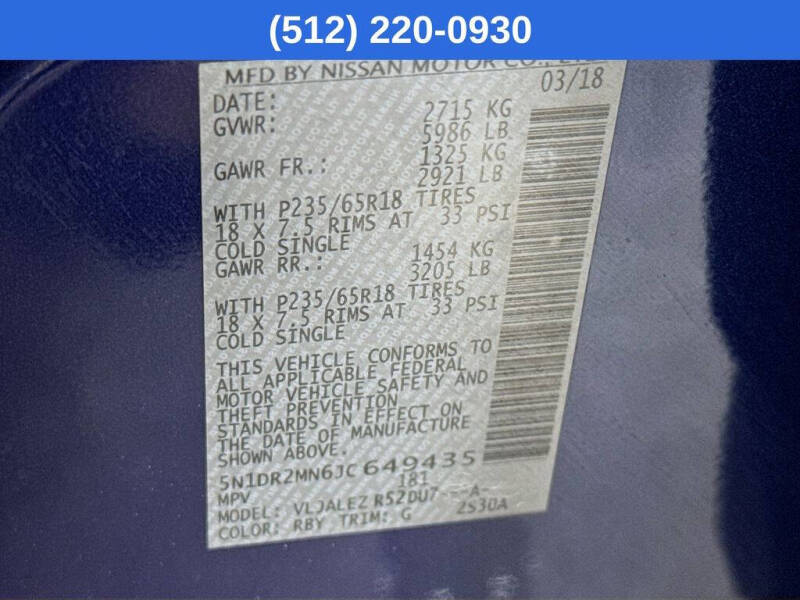 (512) 220-0930
MFD BY NISSAN MOTOR CO., LTD.
DATE: 03/18
GVWR: 2715 KG
5986 LB
GAWR FR.: 1325 KG
2921 LB
WITH P235/65R18 TIRES
18 X 7.5 RIMS AT 33 PSI
COLD SINGLE
GAWR RR.: 1454 KG
3205 LB
WITH P235/65R18 TIRES
18 X 7.5 RIMS AT 33 PSI
COLD SINGLE
THIS VEHICLE CONFORMS TO
ALL APPLICABLE FEDERAL
MOTOR VEHICLE SAFETY AND
THEFT PREVENTION
STANDARDS IN EFFECT ON
THE DATE OF MANUFACTURE
SHOWN ABOVE.
5N1DR2MN6JC649435
MPV 181
MODEL: VLJALEZ R52DU7---A-
COLOR: RBY TRIM: G 2S30A